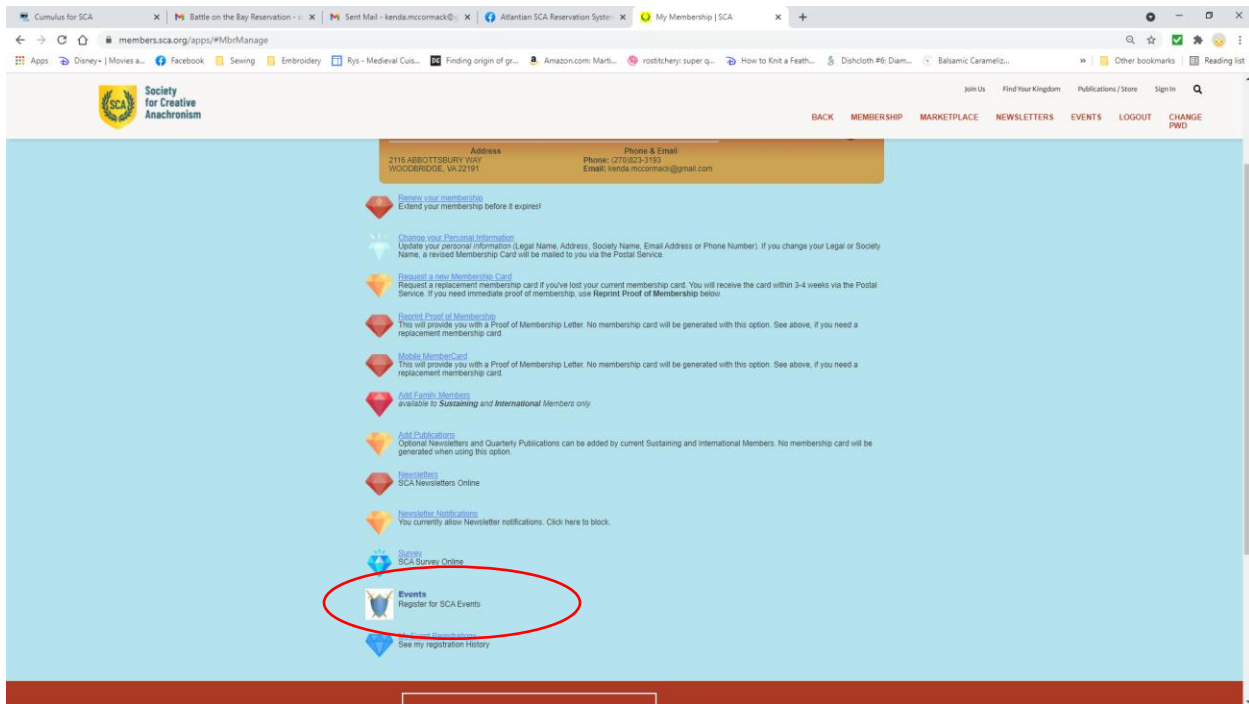 Cumulus for SCA
Battle on the Bay Reservation - s
Sent Mail - kenda.mccormack@g
Atlantian SCA Reservation System
My Membership | SCA
members.sca.org/apps/#MbrManage
Apps
Disney+ | Movies a...
Facebook
Sewing
Embroidery
Rys - Medieval Cuis...
Finding origin of gr...
Amazon.com: Marti...
rostitchery: super q...
How to Knit a Feath...
Dishcloth #6: Diam...
Balsamic Carameliz...
»
Other bookmarks
Reading list
SCA
Society
for Creative
Anachronism
Join Us
Find Your Kingdom
Publications / Store
Sign In
BACK
MEMBERSHIP
MARKETPLACE
NEWSLETTERS
EVENTS
LOGOUT
CHANGE
PWD
Address
Phone & Email
2116 ABBOTTSBURY WAY
Phone: (270)823-3193
WOODBRIDGE, VA 22191
Email: kenda.mccormack@gmail.com
Renew your membership
Extend your membership before it expires!
Change your Personal Information
Update your personal information (Legal Name, Address, Society Name, Email Address or Phone Number). If you change your Legal or Society
Name, a revised Membership Card will be mailed to you via the Postal Service.
Request a new Membership Card
Request a replacement membership card if you've lost your current membership card. You will receive the card within 3-4 weeks via the Postal
Service. If you need immediate proof of membership, use Reprint Proof of Membership below.
Reprint Proof of Membership
This will provide you with a Proof of Membership Letter. No membership card will be generated with this option. See above, if you need a
replacement membership card.
Mobile MemberCard
This will provide you with a Proof of Membership Letter. No membership card will be generated with this option. See above, if you need a
replacement membership card.
Add Family Members
available to Sustaining and International Members only
Add Publications
Optional Newsletters and Quarterly Publications can be added by current Sustaining and International Members. No membership card will be
generated when using this option.
Newsletters
SCA Newsletters Online
Newsletter Notifications
You currently allow Newsletter notifications. Click here to block.
Survey
SCA Survey Online
Events
Register for SCA Events
My Event Registrations
See my registration History